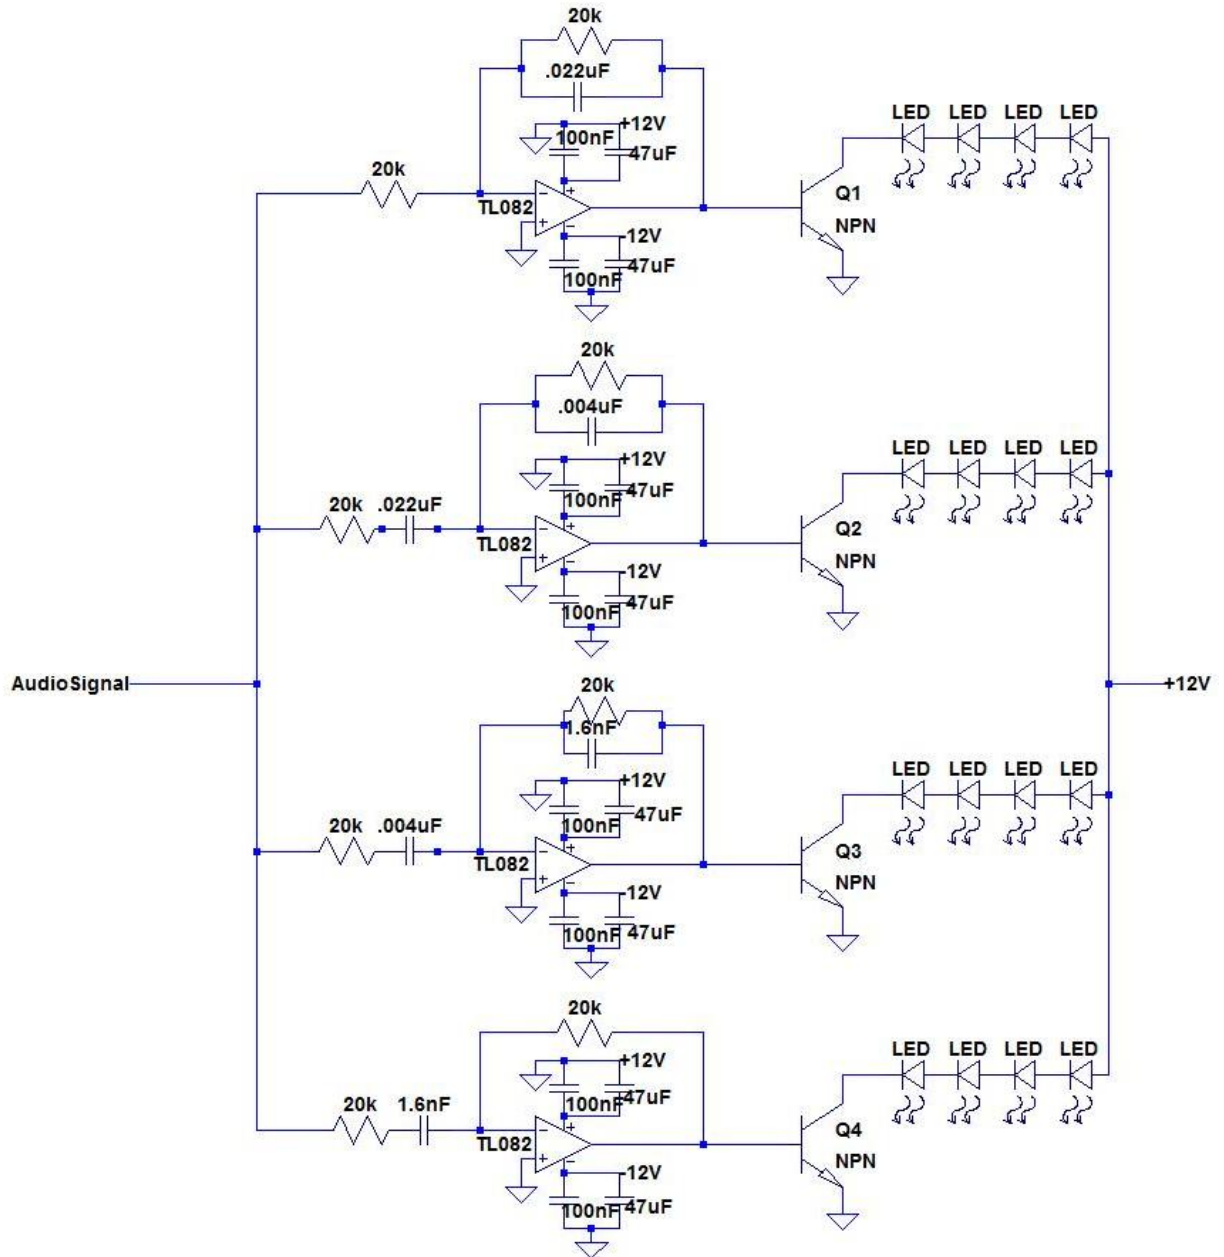 20k
.022uF
LED LED LED LED
+12V
100nF
47uF
20k
TL082
+
-
+
-
Q1
NPN
-12V
47uF
100nF
20k
.004uF
LED LED LED LED
+12V
47uF
100nF
20k .022uF
TL082
+
-
+
-
Q2
NPN
-12V
47uF
100nF
AudioSignal
+12V
20k
1.6nF
LED LED LED LED
+12V
47uF
100nF
20k .004uF
TL082
+
-
+
-
Q3
NPN
-12V
47uF
100nF
20k
LED LED LED LED
+12V
47uF
100nF
20k 1.6nF
TL082
+
-
+
-
Q4
NPN
-12V
47uF
100nF